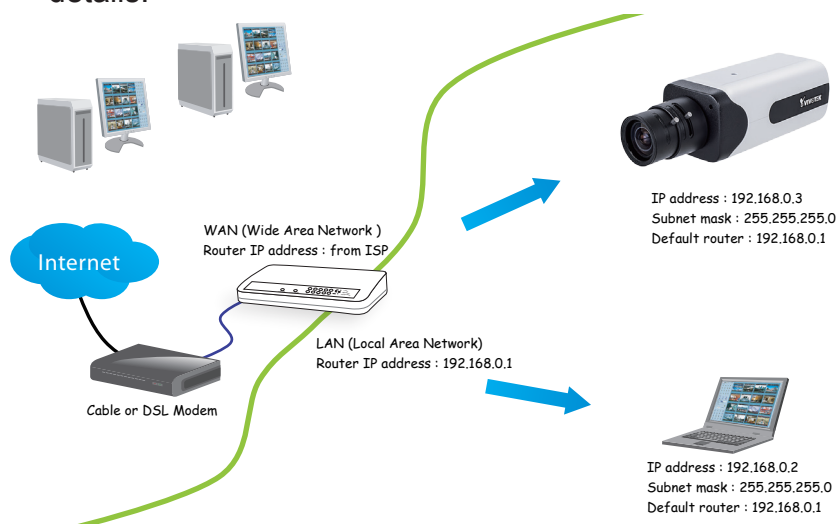 details.
VIVOTEK
IP address : 192.168.0.3
Subnet mask : 255.255.255.0
Default router : 192.168.0.1
WAN (Wide Area Network )
Router IP address : from ISP
Internet
LAN (Local Area Network)
Router IP address : 192.168.0.1
Cable or DSL Modem
IP address : 192.168.0.2
Subnet mask : 255.255.255.0
Default router : 192.168.0.1